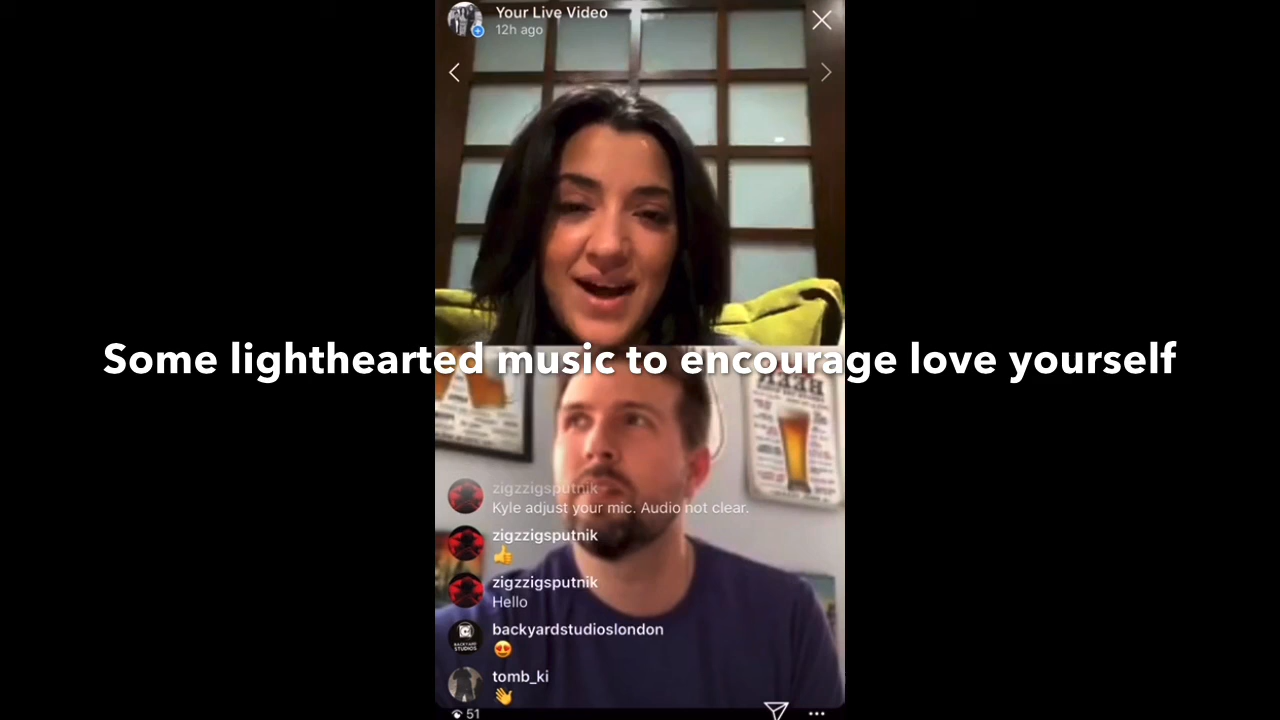 Your Live Video
12h ago
Some lighthearted music to encourage love yourself
zigzzigsputnik
Kyle adjust your mic. Audio not clear.
zigzzigsputnik
👍
zigzzigsputnik
Hello
backyardstudioslondon
😍
tomb_ki
👋
51